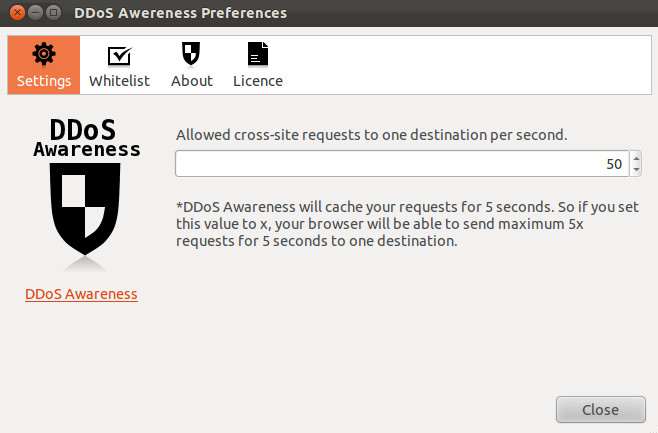 DDoS Awereness Preferences
Settings
Whitelist
About
Licence
DDoS
Awareness
DDoS Awareness
Allowed cross-site requests to one destination per second.
50
*DDoS Awareness will cache your requests for 5 seconds. So if you set
this value to x, your browser will be able to send maximum 5x
requests for 5 seconds to one destination.
Close